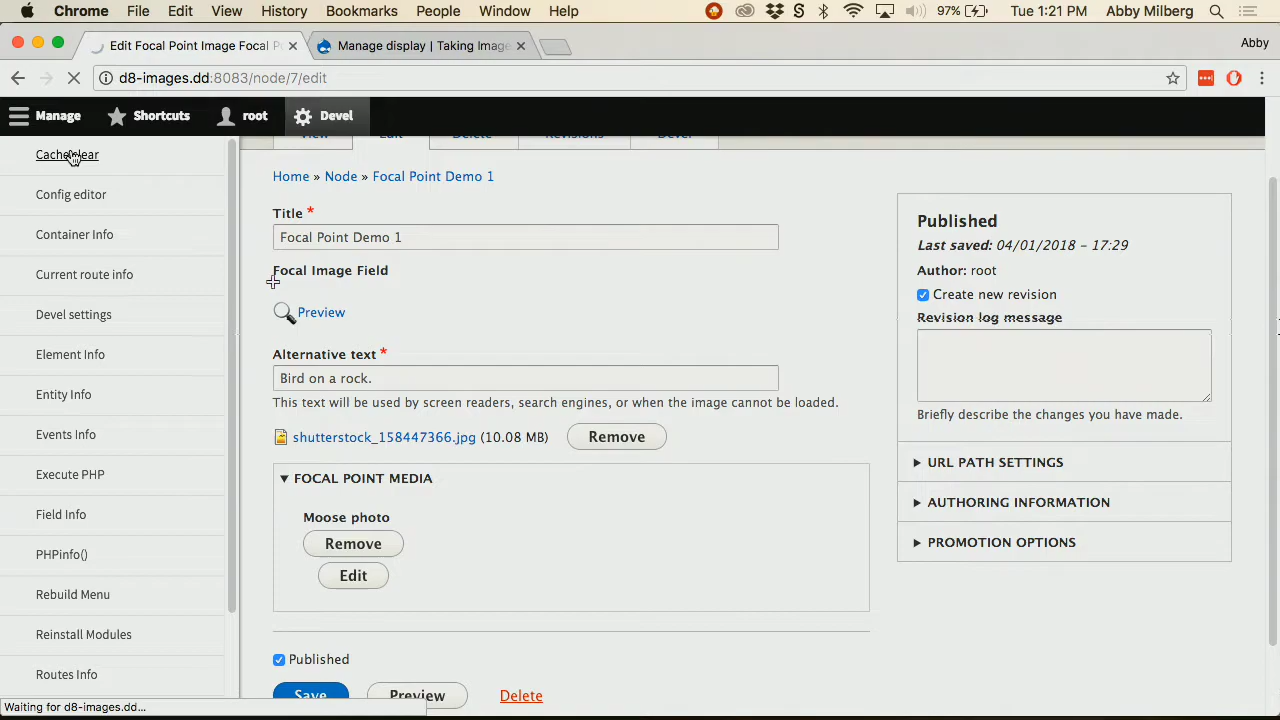 Chrome File Edit View History Bookmarks People Window Help 97% Tue 1:21 PM Abby Milberg
Edit Focal Point Image Focal P Manage display | Taking Image Abby
d8-images.dd:8083/node/7/edit
Manage Shortcuts root Devel
View Edit Delete Revisions Devel
Cache clear
Config editor
Container Info
Current route info
Devel settings
Element Info
Entity Info
Events Info
Execute PHP
Field Info
PHPinfo()
Rebuild Menu
Reinstall Modules
Routes Info
Home » Node » Focal Point Demo 1
Title *
Focal Point Demo 1
Focal Image Field
Preview
Alternative text *
Bird on a rock.
This text will be used by screen readers, search engines, or when the image cannot be loaded.
shutterstock_158447366.jpg (10.08 MB) Remove
▼ FOCAL POINT MEDIA
Moose photo
Remove
Edit
Published
Save Preview Delete
Published
Last saved: 04/01/2018 - 17:29
Author: root
Create new revision
Revision log message
Briefly describe the changes you have made.
► URL PATH SETTINGS
► AUTHORING INFORMATION
► PROMOTION OPTIONS
Waiting for d8-images.dd...